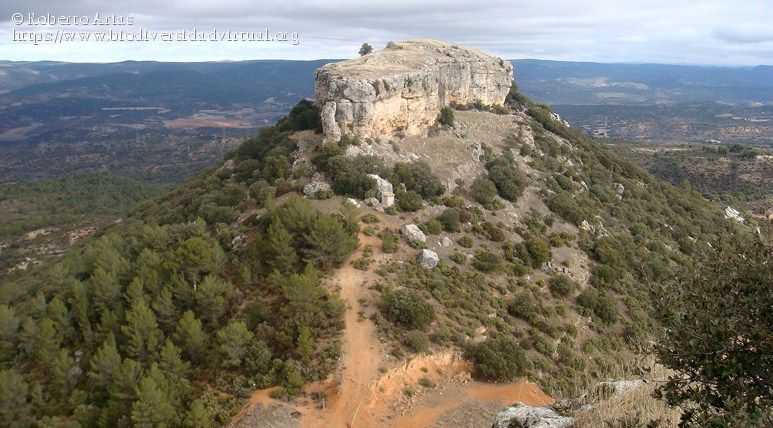 © Roberto Arias
https://www.biodiversidadvirtual.org